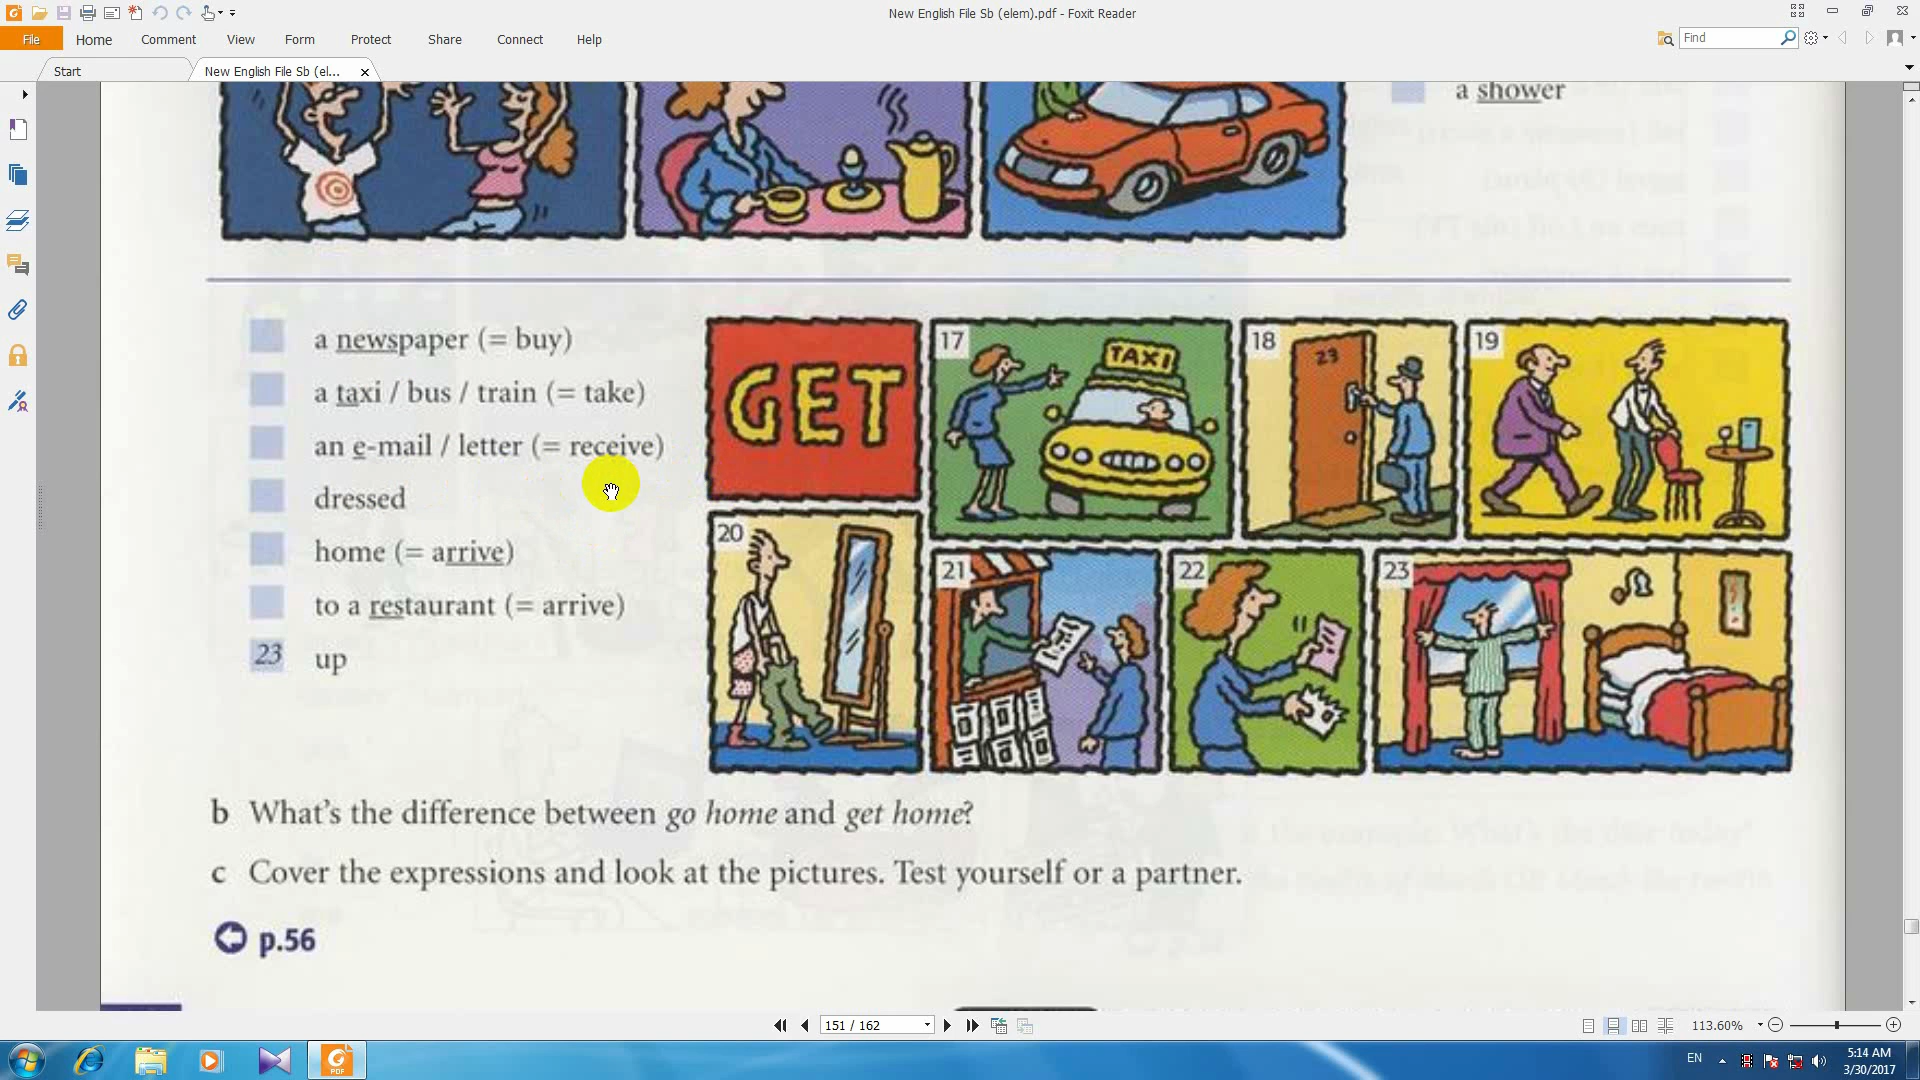 New English File Sb (elem).pdf - Foxit Reader
File Home Comment View Form Protect Share Connect Help
Find
Start
New English File Sb (el...
a shower
a newspaper (= buy)
a taxi / bus / train (= take)
an e-mail / letter (= receive)
dressed
home (= arrive)
to a restaurant (= arrive)
23 up
GET
17
TAXI
18
23
19
20
21
22
23
b What's the difference between go home and get home?
c Cover the expressions and look at the pictures. Test yourself or a partner.
p.56
151 / 162
113.60%
PDF
EN
5:14 AM
3/30/2017